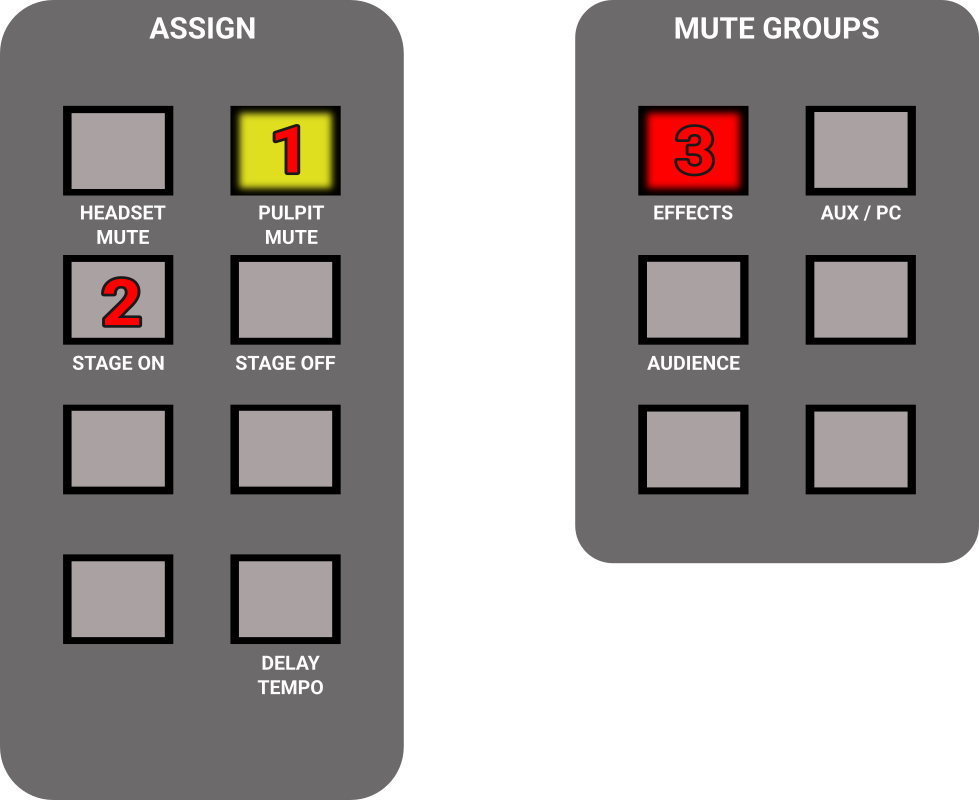 ASSIGN
1
HEADSET
MUTE
PULPIT
MUTE
2
STAGE ON
STAGE OFF
DELAY
TEMPO
MUTE GROUPS
3
EFFECTS
AUX / PC
AUDIENCE